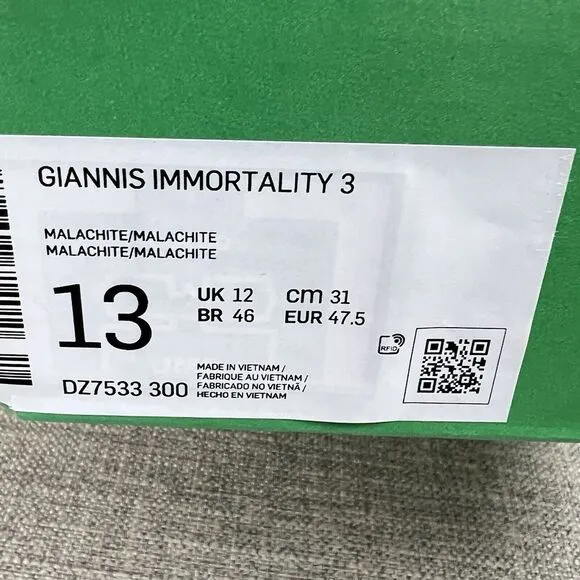 GIANNIS IMMORTALITY 3
MALACHITE/MALACHITE
MALACHITE/MALACHITE
13
UK 12 cm 31
BR 46 EUR 47.5
RFID
DZ7533 300
MADE IN VIETNAM /
FABRIQUE AU VIETNAM /
FABRICADO NO VIETNÃ /
HECHO EN VIETNAM